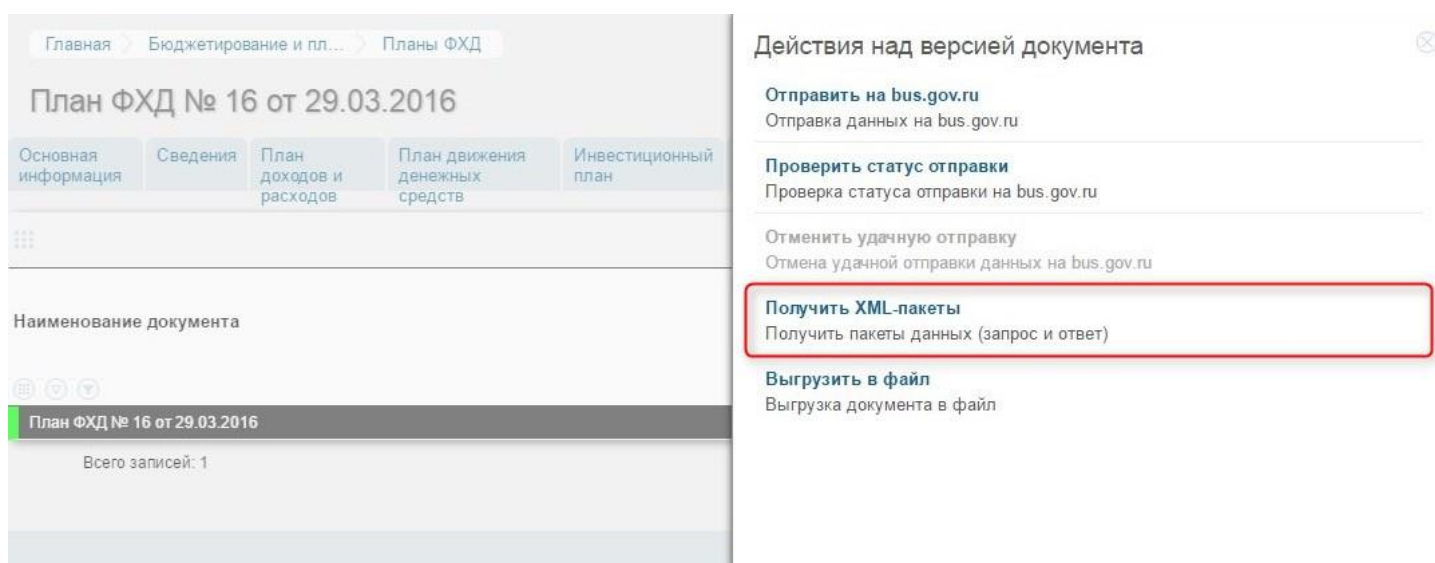 Главная
Бюджетирование и пл...
Планы ФХД
План ФХД № 16 от 29.03.2016
Основная
информация
Сведения
План
доходов и
расходов
План движения
денежных
средств
Инвестиционный
план
Наименование документа
План ФХД № 16 от 29.03.2016
Всего записей: 1
Действия над версией документа
Отправить на bus.gov.ru
Отправка данных на bus.gov.ru
Проверить статус отправки
Проверка статуса отправки на bus.gov.ru
Отменить удачную отправку
Отмена удачной отправки данных на bus.gov.ru
Получить XML-пакеты
Получить пакеты данных (запрос и ответ)
Выгрузить в файл
Выгрузка документа в файл